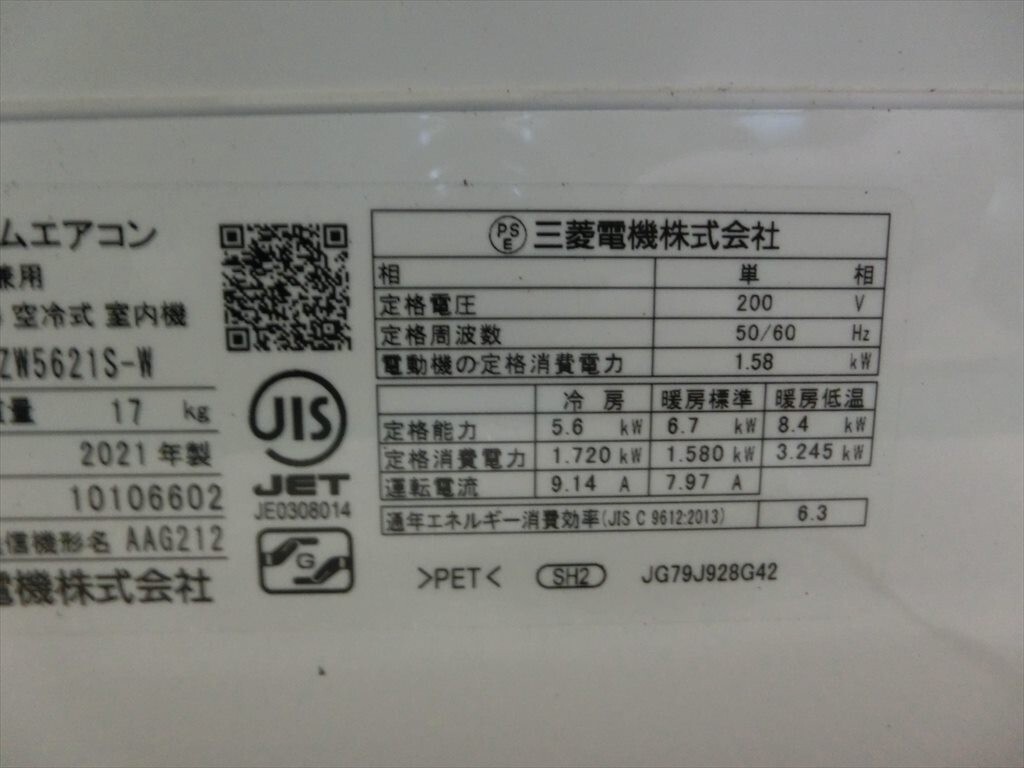 ムエアコン
兼用
空冷式 室内機
ZW5621S-W
重量 17 kg
2021年製
10106602
信機形名 AAG212
電機株式会社
JIS
JET
JE0308014
G
PSE 三菱電機株式会社
相 単 相
定格電圧 200 V
定格周波数 50/60 Hz
電動機の定格消費電力 1.58 kW
冷 房 暖房標準 暖房低温
定格能力 5.6 kW 6.7 kW 8.4 kW
定格消費電力 1.720 kW 1.580 kW 3.245 kW
運転電流 9.14 A 7.97 A
通年エネルギー消費効率(JIS C 9612:2013) 6.3
>PET< SH2 JG79J928G42